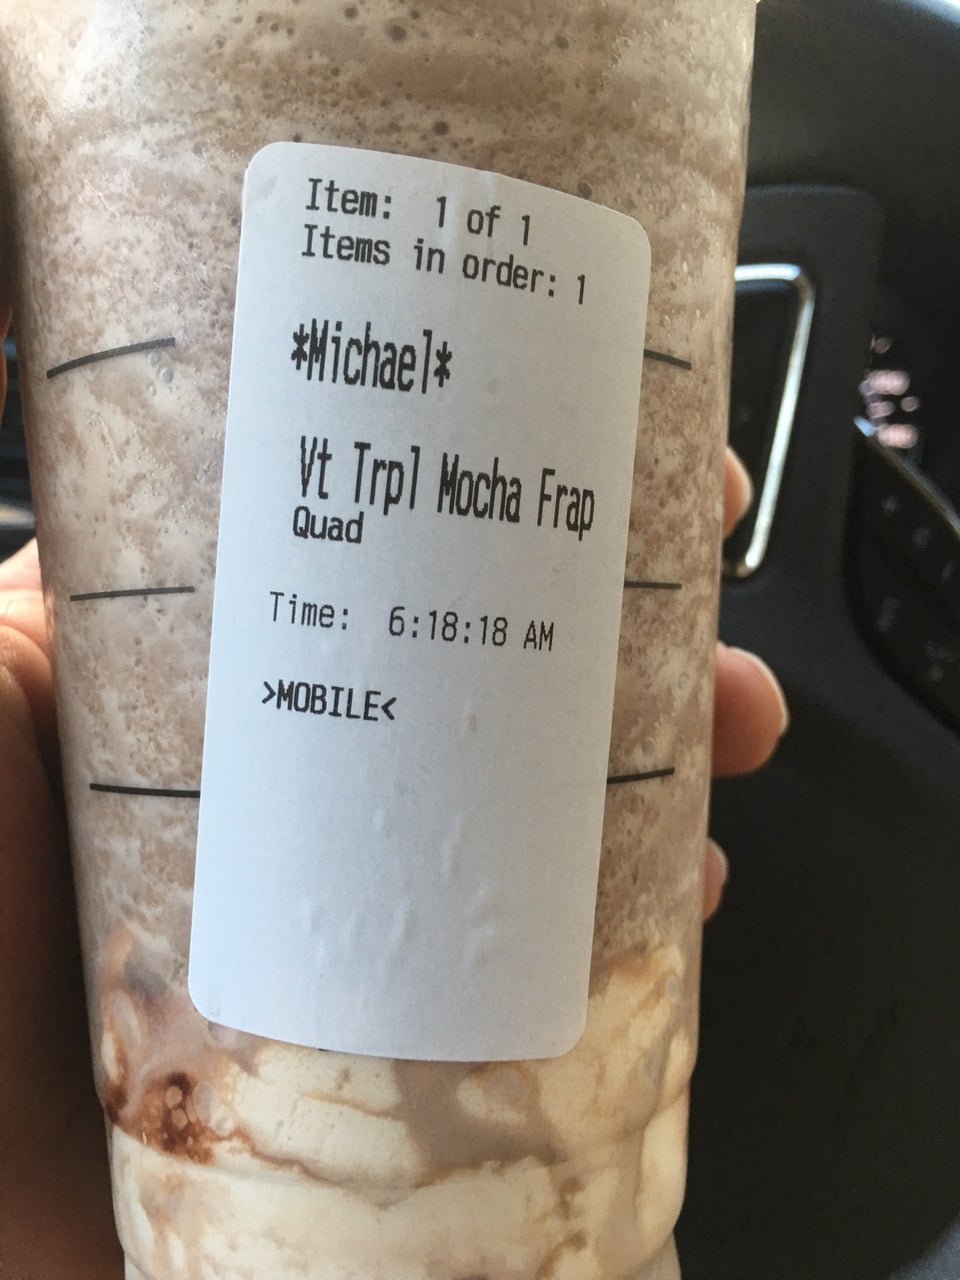 Item: 1 of 1
Items in order: 1
*Michael*
Vt Trpl Mocha Frap
Quad
Time: 6:18:18 AM
>MOBILE<